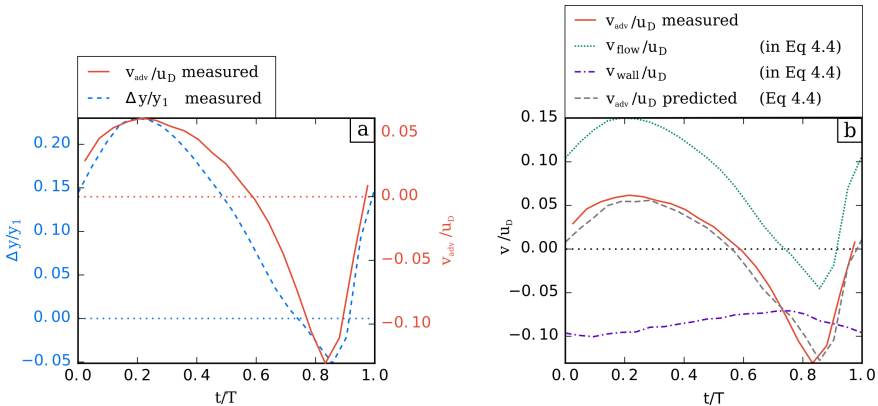 v_adv/u_D measured
Δy/y_1 measured
a
0.20
0.15
0.10
0.05
0.00
−0.05
Δy/y_1
0.05
0.00
−0.05
−0.10
v_adv/u_D
0.0 0.2 0.4 0.6 0.8 1.0
t/T
v_adv/u_D measured
v_flow/u_D (in Eq 4.4)
v_wall/u_D (in Eq 4.4)
v_adv/u_D predicted (Eq 4.4)
b
0.15
0.10
0.05
0.00
−0.05
−0.10
v/u_D
0.0 0.2 0.4 0.6 0.8 1.0
t/T